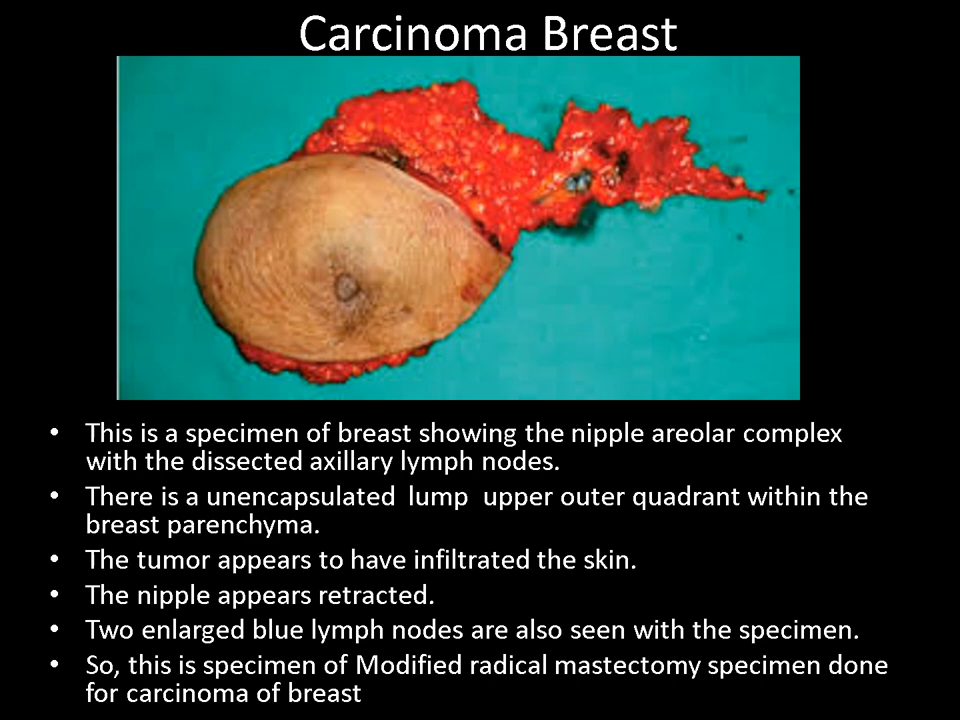 Carcinoma Breast
• This is a specimen of breast showing the nipple areolar complex
with the dissected axillary lymph nodes.
• There is a unencapsulated lump upper outer quadrant within the
breast parenchyma.
• The tumor appears to have infiltrated the skin.
• The nipple appears retracted.
• Two enlarged blue lymph nodes are also seen with the specimen.
• So, this is specimen of Modified radical mastectomy specimen done
for carcinoma of breast